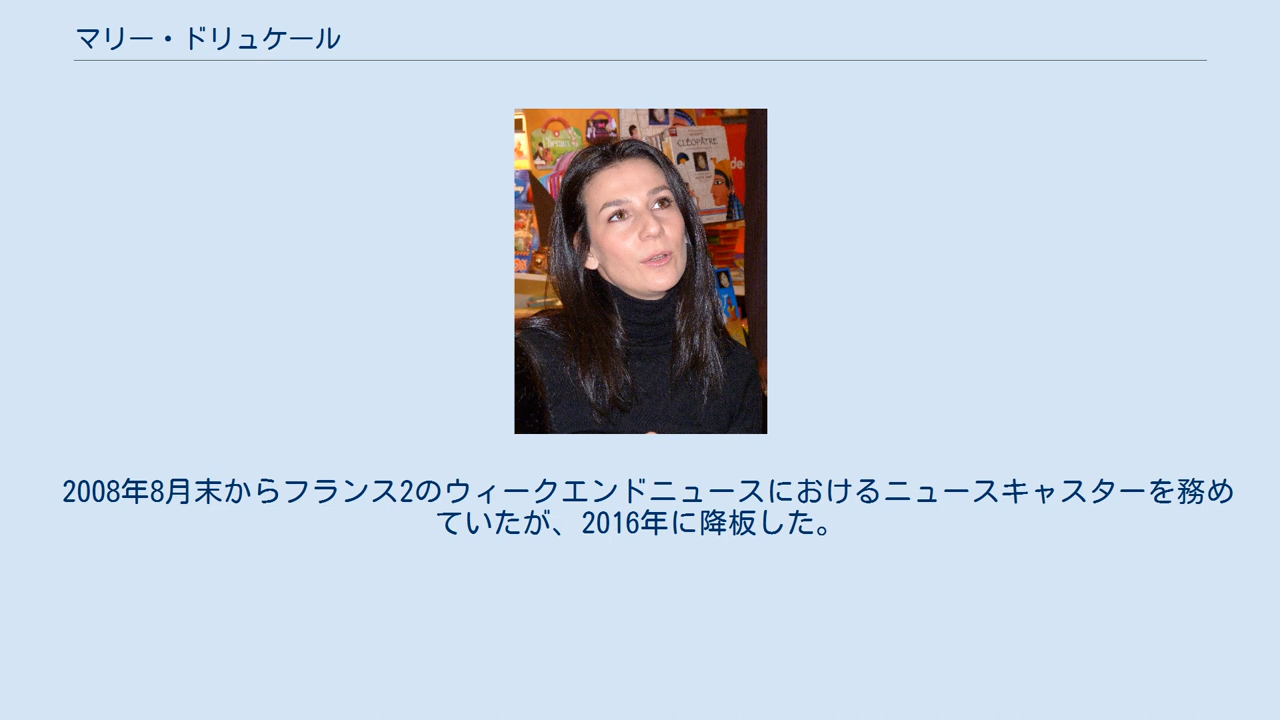 マリー・ドリュケール
CLEOPATRE
2008年8月末からフランス2のウィークエンドニュースにおけるニュースキャスターを務め
ていたが、2016年に降板した。